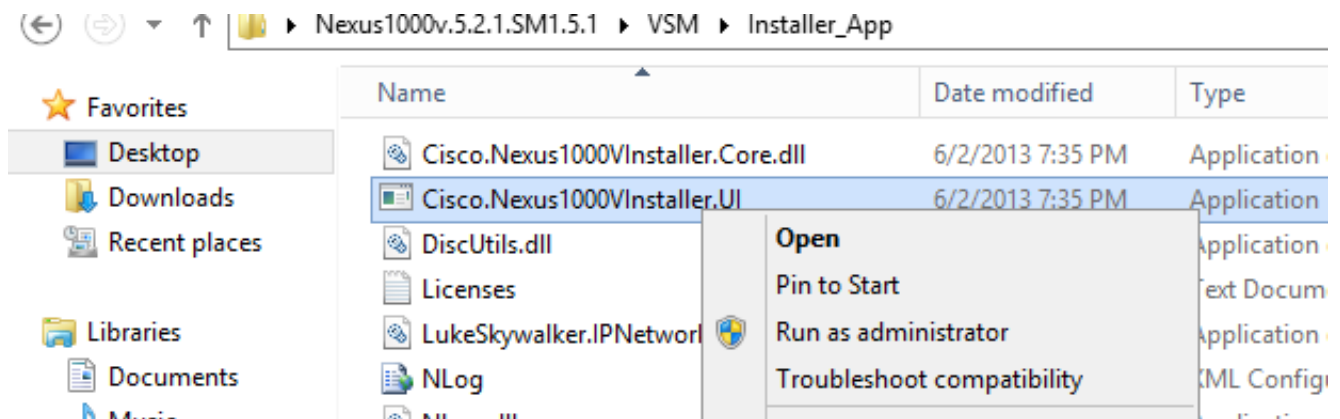 Nexus1000v.5.2.1.SM1.5.1 VSM Installer_App
Name Date modified Type
Favorites
Desktop
Downloads
Recent places
Libraries
Documents
Music
Cisco.Nexus1000VInstaller.Core.dll 6/2/2013 7:35 PM Application
Cisco.Nexus1000VInstaller.UI 6/2/2013 7:35 PM Application
DiscUtils.dll Application
Licenses Text Docum
LukeSkywalker.IPNetwor Application
NLog XML Config
Open
Pin to Start
Run as administrator
Troubleshoot compatibility